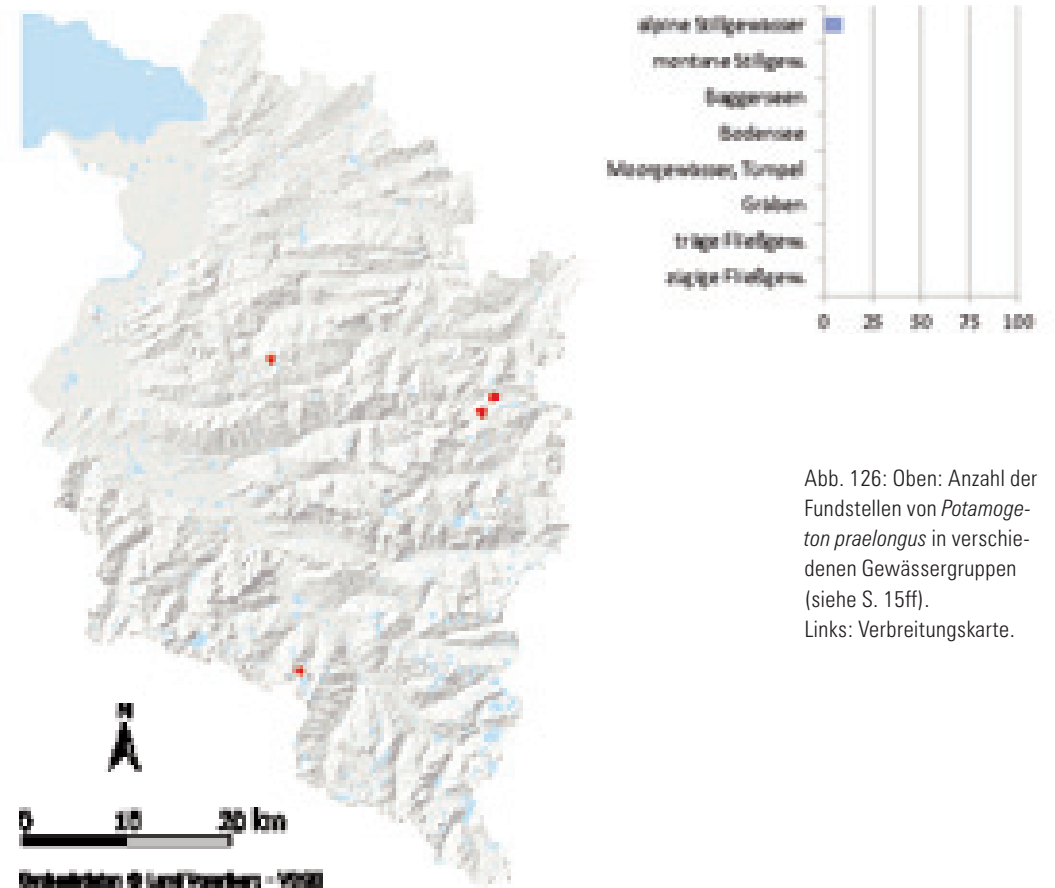 alpine Stillgewässer
montane Stillgew.
Baggerseen
Bodensee
Moorgewässer, Tümpel
Gräben
träge Fließgew.
zügige Fließgew.
0 25 50 75 100
Abb. 126: Oben: Anzahl der
Fundstellen von Potamoge-
ton praelongus in verschie-
denen Gewässergruppen
(siehe S. 15ff).
Links: Verbreitungskarte.
N
0 10 20 km
Land Vorarlberg –